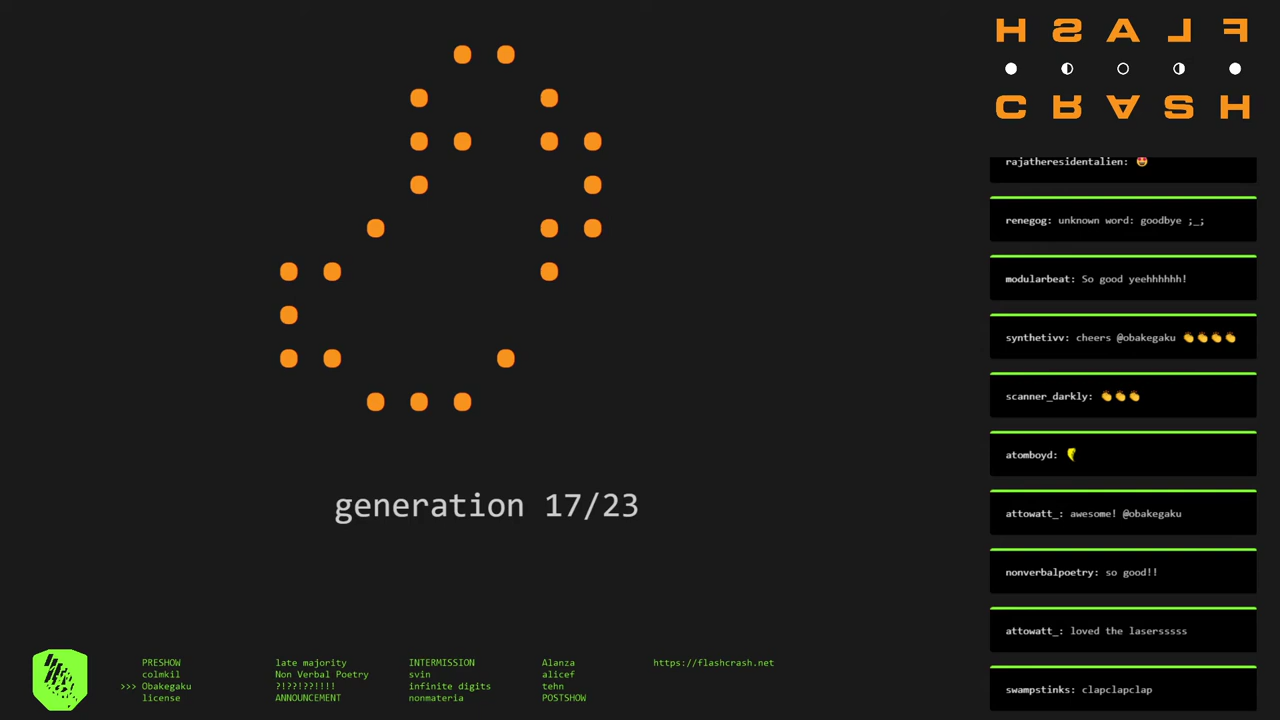 FLASH
CRASH
rajatheresidentalien: 😍
renegog: unknown word: goodbye ;_;
modularbeat: So good yeehhhhhh!
synthetivv: cheers @obakegaku 👏👏👏👏
scanner_darkly: 👏👏👏
atomboyd:
attowatt_: awesome! @obakegaku
nonverbalpoetry: so good!!
attowatt_: loved the lasersssss
swampstinks: clapclapclap
generation 17/23
PRESHOW
colmkil
>>> Obakegaku
license
late majority
Non Verbal Poetry
?!??!??!!!!
ANNOUNCEMENT
INTERMISSION
svin
infinite digits
nonmateria
Alanza
alicef
tehn
POSTSHOW
https://flashcrash.net